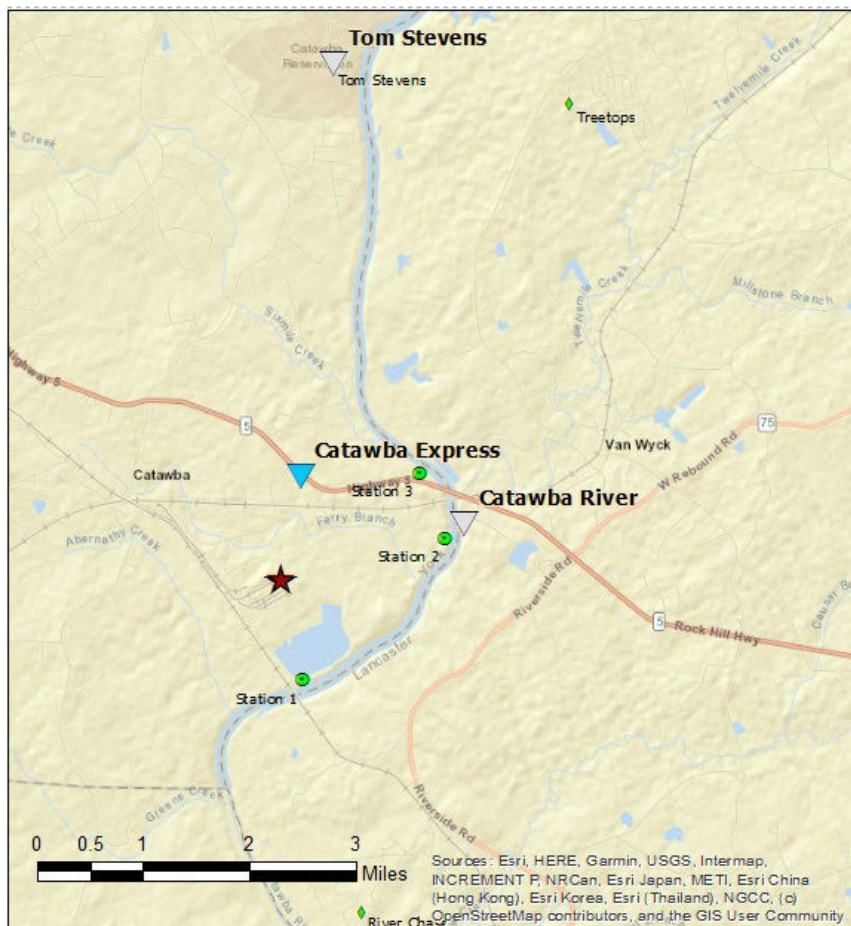 Tom Stevens
Catawba
Reservation
Tom Stevens
Twelvemile Creek
Treetops
Creek
Twelvemile Creek
Millstone Branch
Sixmile Creek
Highway 5
5
75
Catawba Express
Van Wyck
W Rebound Rd
Catawba
Highway 5
Station 3
Catawba River
Ferry Branch
Abernathy Creek
Station 2
York
Riverside Rd
5
Rock Hill Hwy
Lancaster
Station 1
Greene Creek
Riverside Rd
0 0.5 1 2 3
Miles
Sources: Esri, HERE, Garmin, USGS, Intermap,
INCREMENT P, NRCan, Esri Japan, METI, Esri China
(Hong Kong), Esri Korea, Esri (Thailand), NGCC, (c)
OpenStreetMap contributors, and the GIS User Community
River Chase